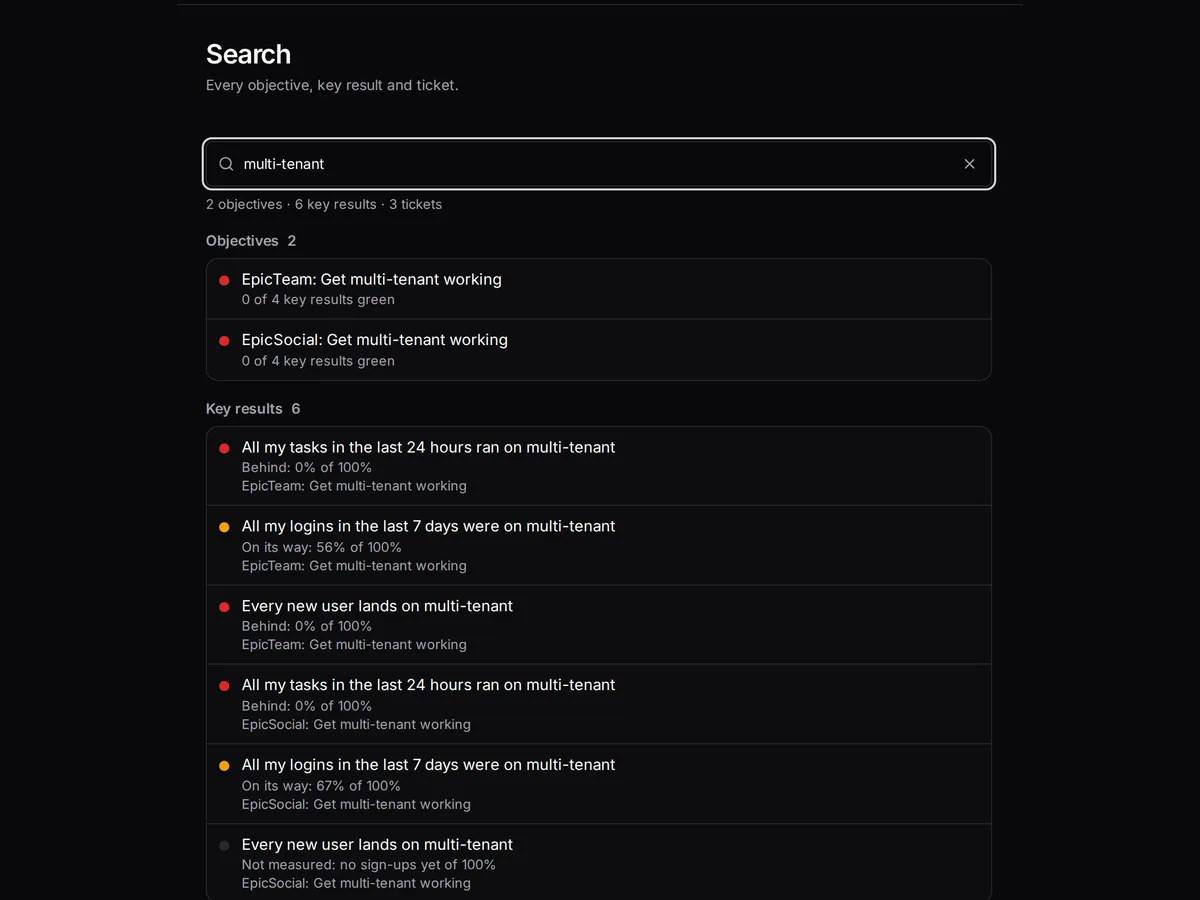 Search
Every objective, key result and ticket.
multi-tenant
2 objectives · 6 key results · 3 tickets
Objectives 2
EpicTeam: Get multi-tenant working
0 of 4 key results green
EpicSocial: Get multi-tenant working
0 of 4 key results green
Key results 6
All my tasks in the last 24 hours ran on multi-tenant
Behind: 0% of 100%
EpicTeam: Get multi-tenant working
All my logins in the last 7 days were on multi-tenant
On its way: 56% of 100%
EpicTeam: Get multi-tenant working
Every new user lands on multi-tenant
Behind: 0% of 100%
EpicTeam: Get multi-tenant working
All my tasks in the last 24 hours ran on multi-tenant
Behind: 0% of 100%
EpicSocial: Get multi-tenant working
All my logins in the last 7 days were on multi-tenant
On its way: 67% of 100%
EpicSocial: Get multi-tenant working
Every new user lands on multi-tenant
Not measured: no sign-ups yet of 100%
EpicSocial: Get multi-tenant working